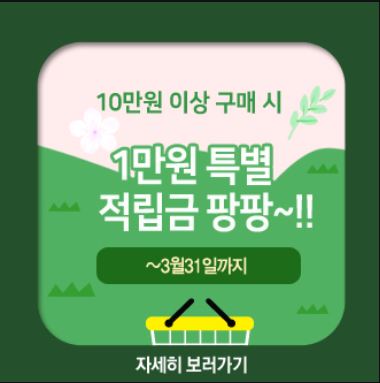 10만원 이상 구매 시
1만원 특별
적립금 팡팡~!!
~3월31일까지
자세히 보러가기